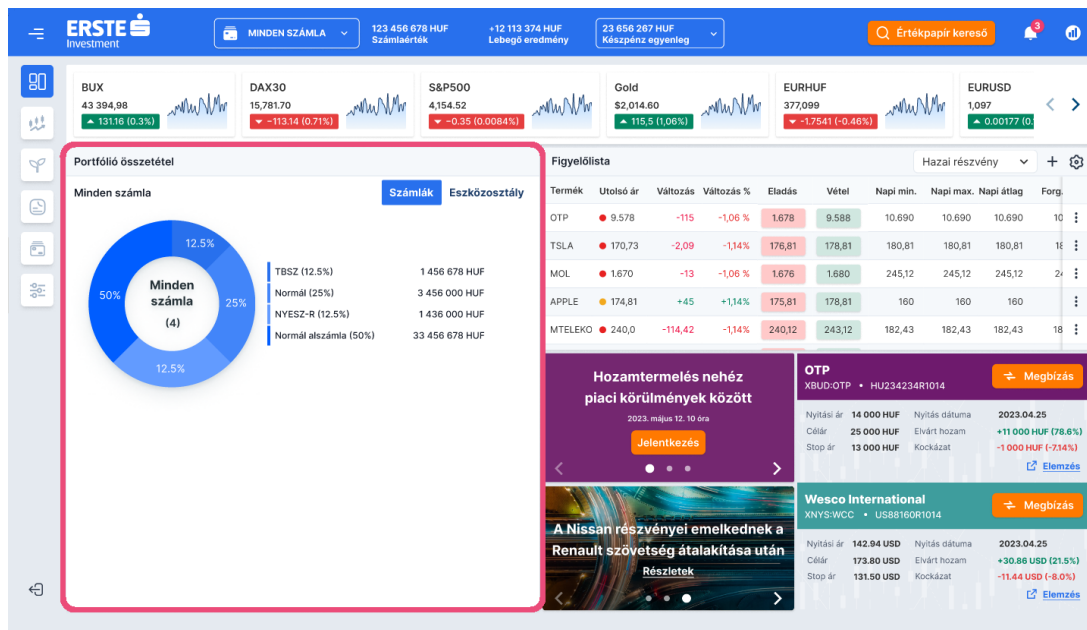 ERSTE
Investment
MINDEN SZÁMLA
123 456 678 HUF
Számlaérték
+12 113 374 HUF
Lebegő eredmény
23 656 267 HUF
Készpénz egyenleg
Értékpapír kereső
3
BUX
43 394,98
131.16 (0.3%)
DAX30
15,781.70
-113.14 (0.71%)
S&P500
4,154.52
-0.35 (0.0084%)
Gold
$2,014.60
115,5 (1,06%)
EURHUF
377,099
-1.7541 (-0.46%)
EURUSD
1,097
0.00177 (0.
Portfólió összetétel
Minden számla
Számlák
Eszközosztály
12.5%
50%
Minden
számla
(4)
25%
12.5%
TBSZ (12.5%) 1 456 678 HUF
Normál (25%) 3 456 000 HUF
NYESZ-R (12.5%) 1 436 000 HUF
Normál alszámla (50%) 33 456 678 HUF
Figyelőlista
Hazai részvény
Termék Utolsó ár Változás Változás % Eladás Vétel Napi min. Napi max. Napi átlag Forg.
OTP 9.578 -115 -1,06 % 1.678 9.588 10.690 10.690 10.690 10
TSLA 170,73 -2,09 -1,14% 176,81 178,81 180,81 180,81 180,81 18
MOL 1.670 -13 -1,06 % 1.676 1.680 245,12 245,12 245,12 24
APPLE 174,81 +45 +1,14% 175,81 178,81 160 160 160
MTELEKO 240,0 -114,42 -1,14% 240,12 243,12 182,43 182,43 182,43 18
Hozamtermelés nehéz
piaci körülmények között
2023. május 12. 10 óra
Jelentkezés
A Nissan részvényei emelkednek a
Renault szövetség átalakítása után
Részletek
OTP
XBUD:OTP • HU234234R1014
Megbízás
Nyitási ár 14 000 HUF Nyitás dátuma 2023.04.25
Célár 25 000 HUF Elvárt hozam +11 000 HUF (78.6%)
Stop ár 13 000 HUF Kockázat -1 000 HUF (-7.14%)
Elemzés
Wesco International
XNYS:WCC • US88160R1014
Megbízás
Nyitási ár 142.94 USD Nyitás dátuma 2023.04.25
Célár 173.80 USD Elvárt hozam +30.86 USD (21.5%)
Stop ár 131.50 USD Kockázat -11.44 USD (-8.0%)
Elemzés